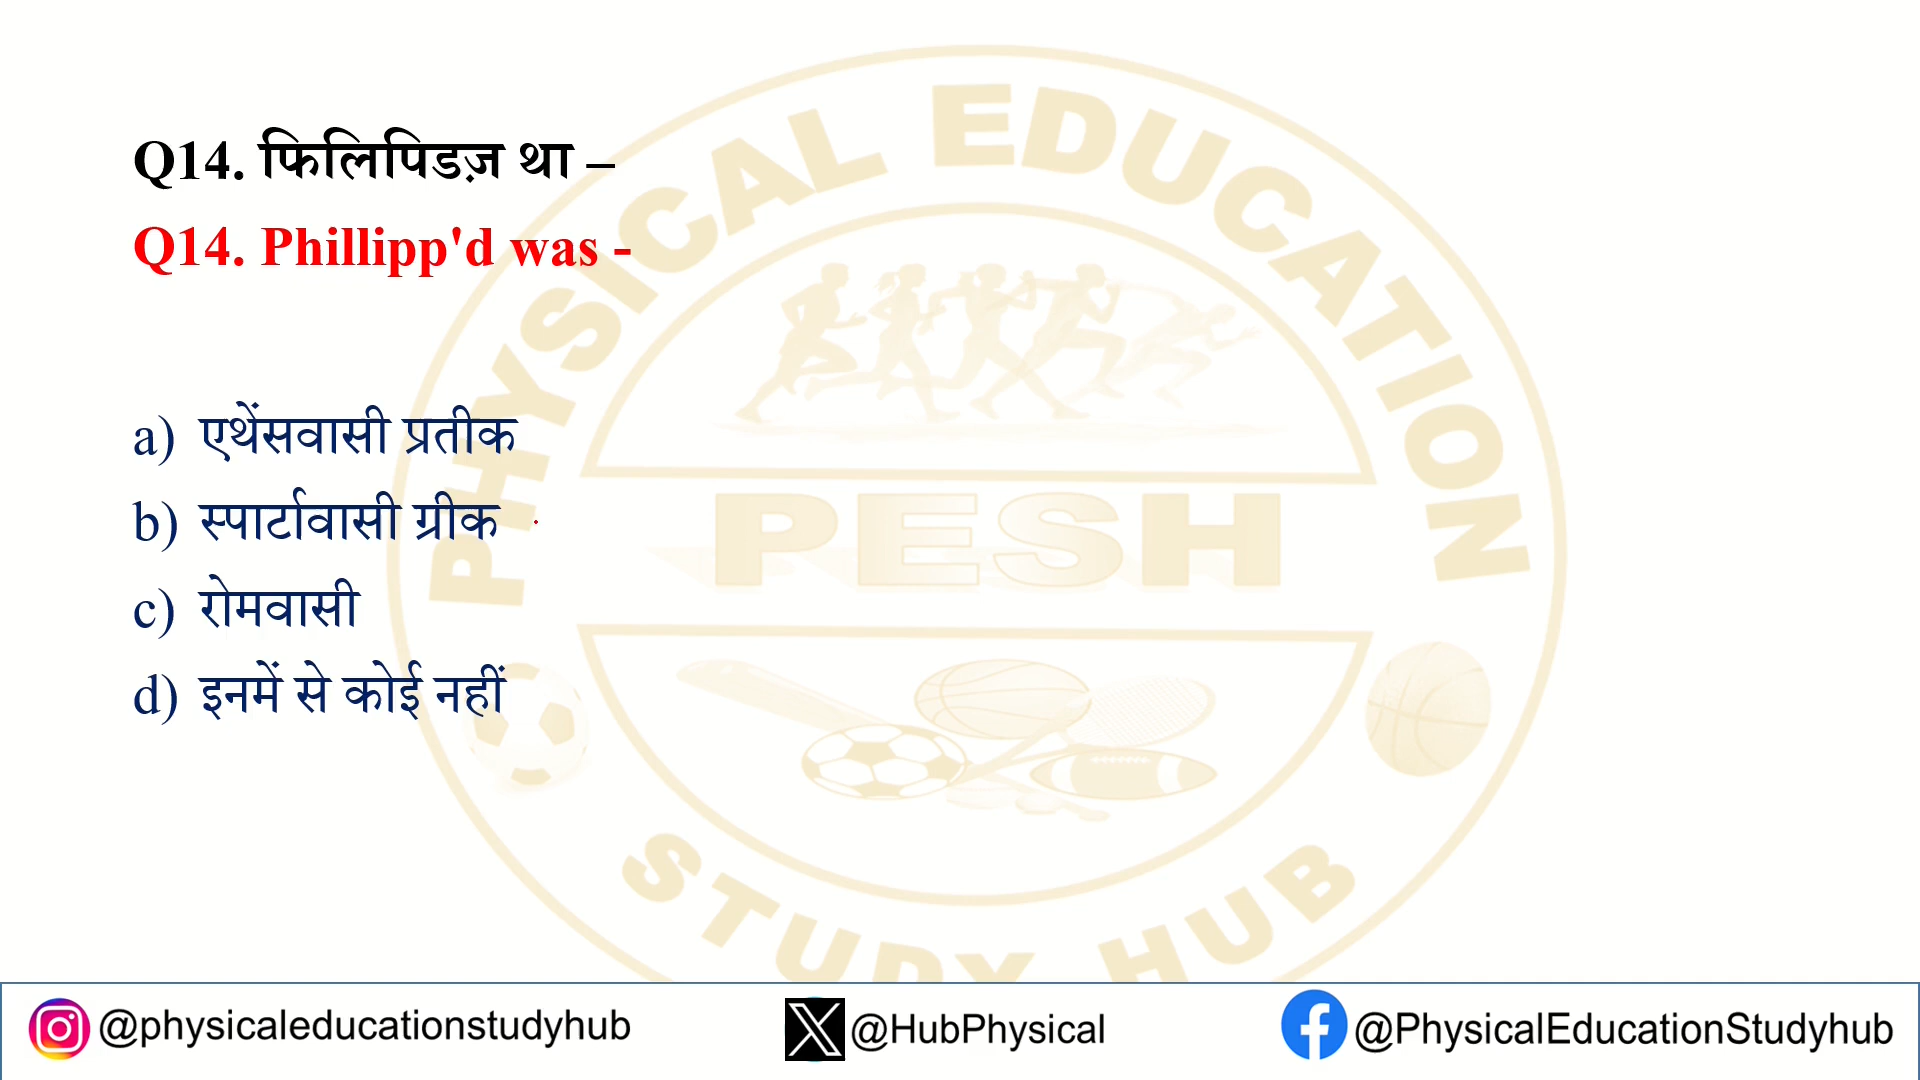 PHYSICAL EDUCATION
Q14. फिलिपिडज़ था –
Q14. Phillipp'd was -
a) एथेंसवासी प्रतीक
b) स्पार्टावासी ग्रीक
c) रोमवासी
d) इनमें से कोई नहीं
PESH
STUDY HUB
@physicaleducationstudyhub
@HubPhysical
@PhysicalEducationStudyhub